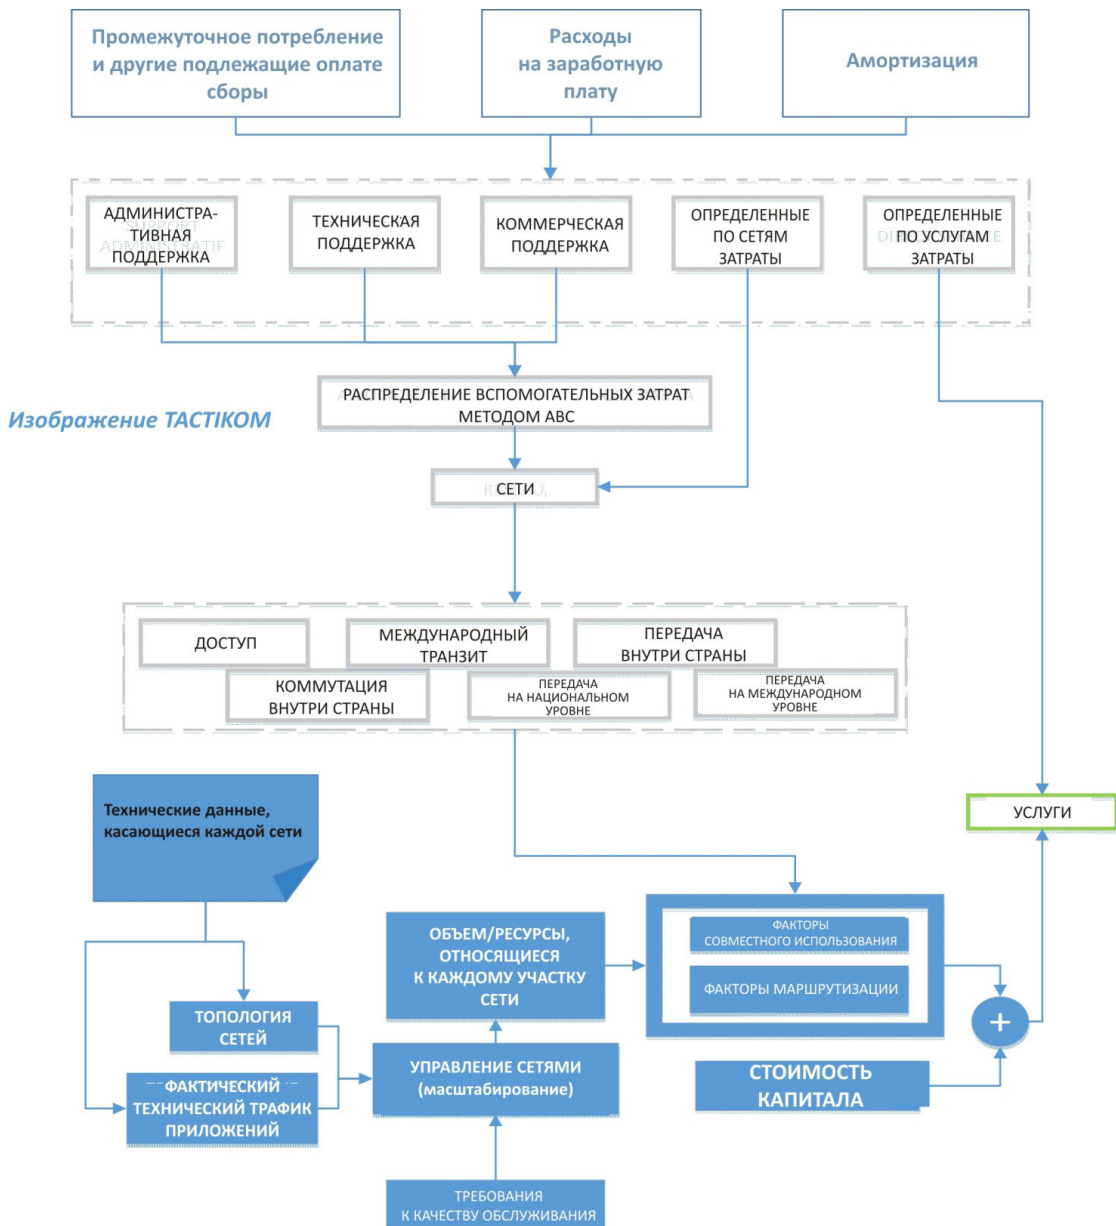 Промежуточное потребление
и другие подлежащие оплате
сборы
Расходы
на заработную
плату
Амортизация
АДМИНИСТРА-
ТИВНАЯ
ПОДДЕРЖКА
ТЕХНИЧЕСКАЯ
ПОДДЕРЖКА
КОММЕРЧЕСКАЯ
ПОДДЕРЖКА
ОПРЕДЕЛЕННЫЕ
ПО СЕТЯМ
ЗАТРАТЫ
ОПРЕДЕЛЕННЫЕ
ПО УСЛУГАМ
ЗАТРАТЫ
SUPPORT
ADMINISTRATIF
РАСПРЕДЕЛЕНИЕ ВСПОМОГАТЕЛЬНЫХ ЗАТРАТ
МЕТОДОМ ABC
Изображение TACTIKOM
СЕТИ
ДОСТУП
МЕЖДУНАРОДНЫЙ
ТРАНЗИТ
ПЕРЕДАЧА
ВНУТРИ СТРАНЫ
КОММУТАЦИЯ
ВНУТРИ СТРАНЫ
ПЕРЕДАЧА
НА НАЦИОНАЛЬНОМ
УРОВНЕ
ПЕРЕДАЧА
НА МЕЖДУНАРОДНОМ
УРОВНЕ
Технические данные,
касающиеся каждой сети
УСЛУГИ
ОБЪЕМ/РЕСУРСЫ,
ОТНОСЯЩИЕСЯ
К КАЖДОМУ УЧАСТКУ
СЕТИ
ФАКТОРЫ
СОВМЕСТНОГО ИСПОЛЬЗОВАНИЯ
ФАКТОРЫ МАРШРУТИЗАЦИИ
ТОПОЛОГИЯ
СЕТЕЙ
+
УПРАВЛЕНИЕ СЕТЯМИ
(масштабирование)
СТОИМОСТЬ
КАПИТАЛА
ФАКТИЧЕСКИЙ
ТЕХНИЧЕСКИЙ ТРАФИК
ПРИЛОЖЕНИЙ
ТРЕБОВАНИЯ
К КАЧЕСТВУ ОБСЛУЖИВАНИЯ